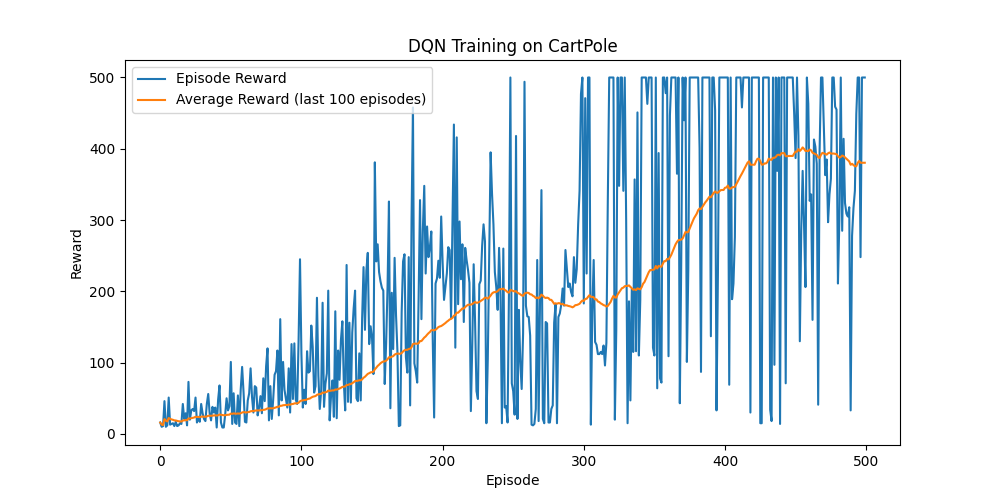 DQN Training on CartPole
Episode Reward
Average Reward (last 100 episodes)
500
400
300
200
100
0
Reward
0 100 200 300 400 500
Episode